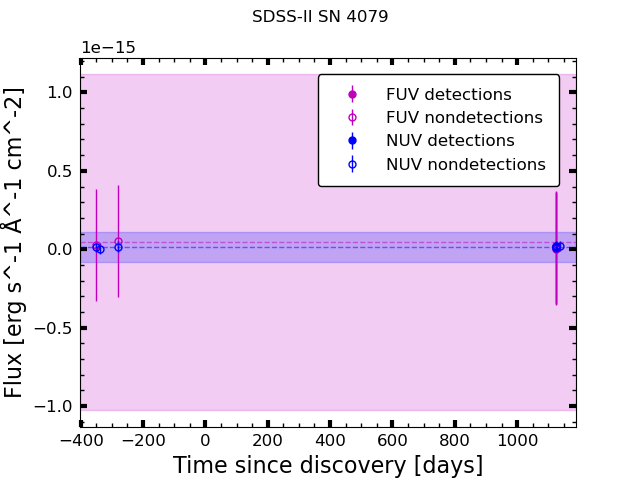 SDSS-II SN 4079
1e−15
FUV detections
FUV nondetections
NUV detections
NUV nondetections
1.0
0.5
0.0
−0.5
−1.0
Flux [erg s^-1 Å^-1 cm^-2]
−400 −200 0 200 400 600 800 1000
Time since discovery [days]